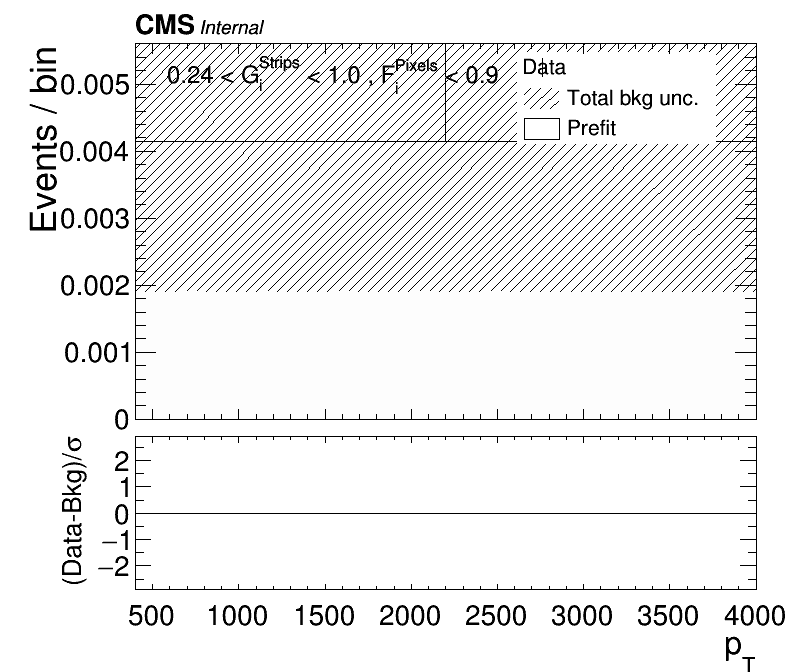 CMS Internal
0.24 < G_i^Strips < 1.0 , F_i^Pixels < 0.9
Data
Total bkg unc.
Prefit
Events / bin
0.005
0.004
0.003
0.002
0.001
0
(Data-Bkg)/σ
2
1
0
−1
−2
500 1000 1500 2000 2500 3000 3500 4000
p_T